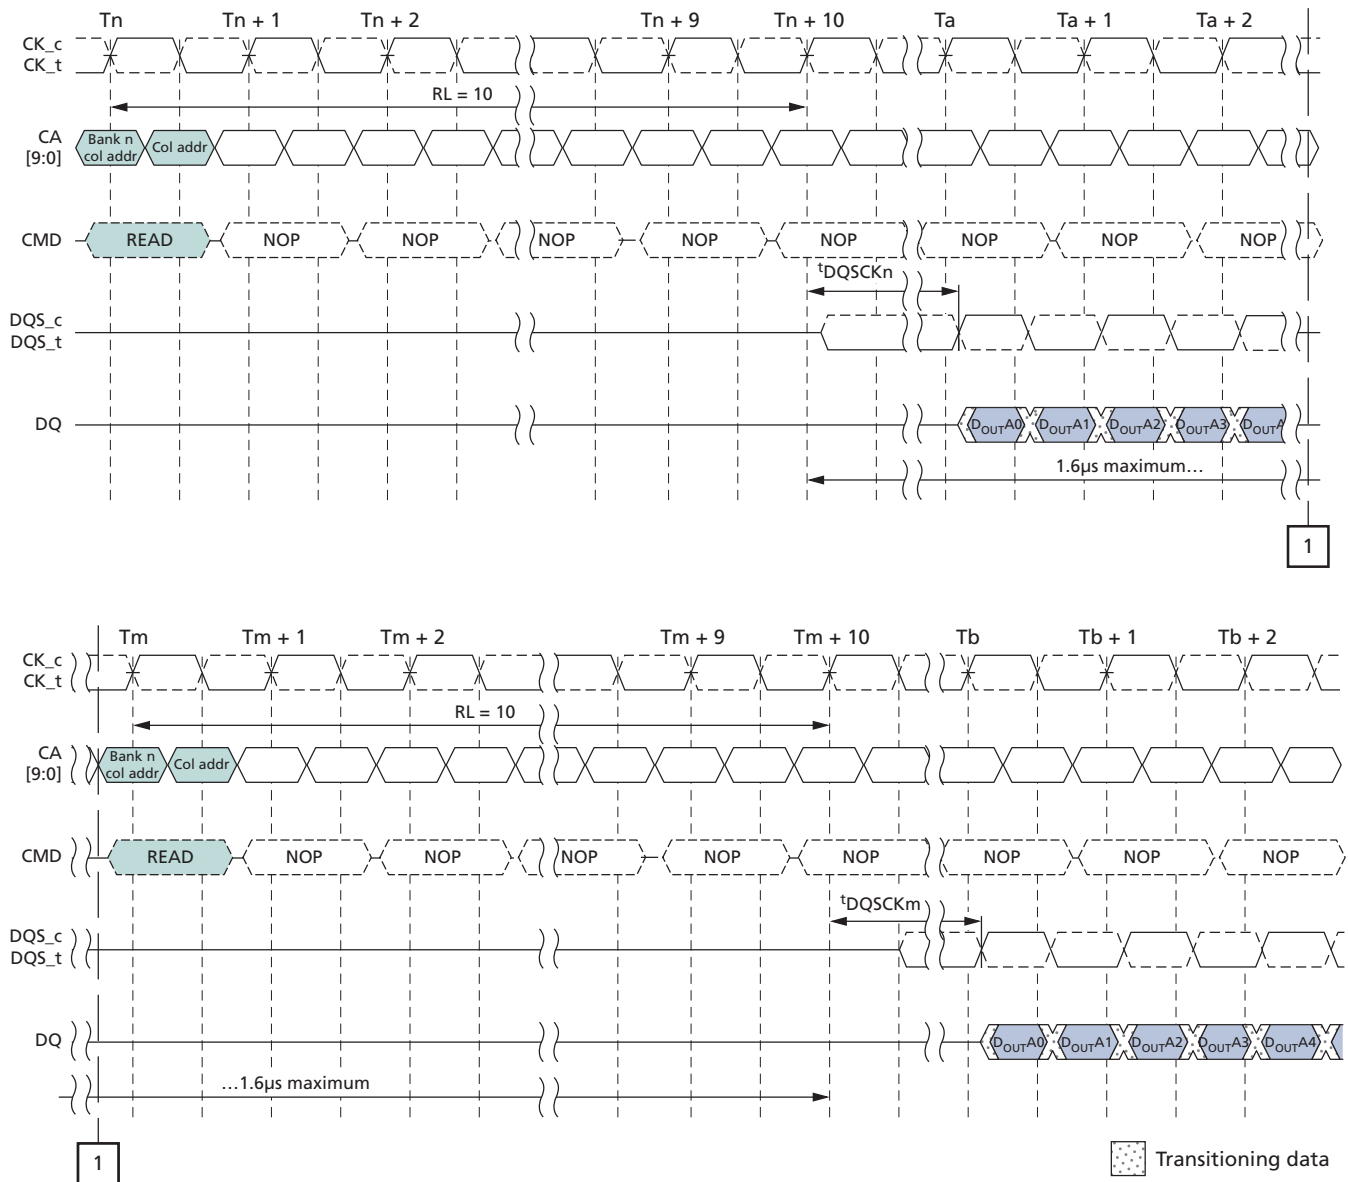 Tn Tn + 1 Tn + 2 Tn + 9 Tn + 10 Ta Ta + 1 Ta + 2
CK_c
CK_t
RL = 10
CA
[9:0]
Bank n
col addr
Col addr
CMD READ NOP NOP NOP NOP NOP NOP NOP NOP
tDQSCKn
DQS_c
DQS_t
DQ DOUTA0 DOUTA1 DOUTA2 DOUTA3 DOUTA
1.6µs maximum…
1
Tm Tm + 1 Tm + 2 Tm + 9 Tm + 10 Tb Tb + 1 Tb + 2
CK_c
CK_t
RL = 10
CA
[9:0]
Bank n
col addr
Col addr
CMD READ NOP NOP NOP NOP NOP NOP NOP NOP
tDQSCKm
DQS_c
DQS_t
DQ DOUTA0 DOUTA1 DOUTA2 DOUTA3 DOUTA4
…1.6µs maximum
1
Transitioning data